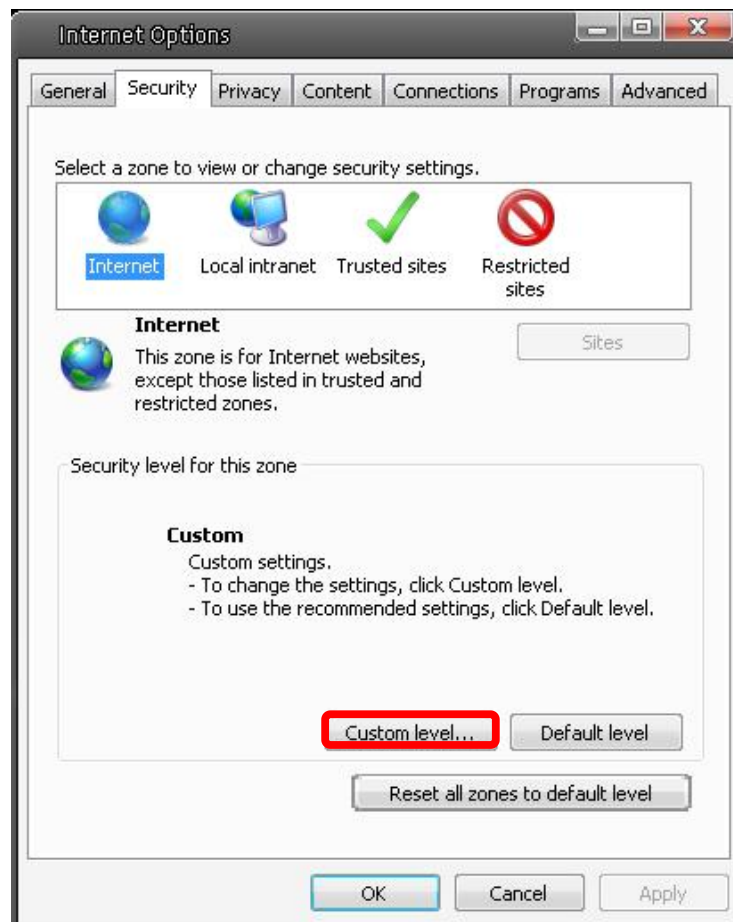 Internet Options
General Security Privacy Content Connections Programs Advanced
Select a zone to view or change security settings.
Internet Local intranet Trusted sites Restricted
sites
Internet
Sites
This zone is for Internet websites,
except those listed in trusted and
restricted zones.
Security level for this zone
Custom
Custom settings.
- To change the settings, click Custom level.
- To use the recommended settings, click Default level.
Custom level... Default level
Reset all zones to default level
OK Cancel Apply